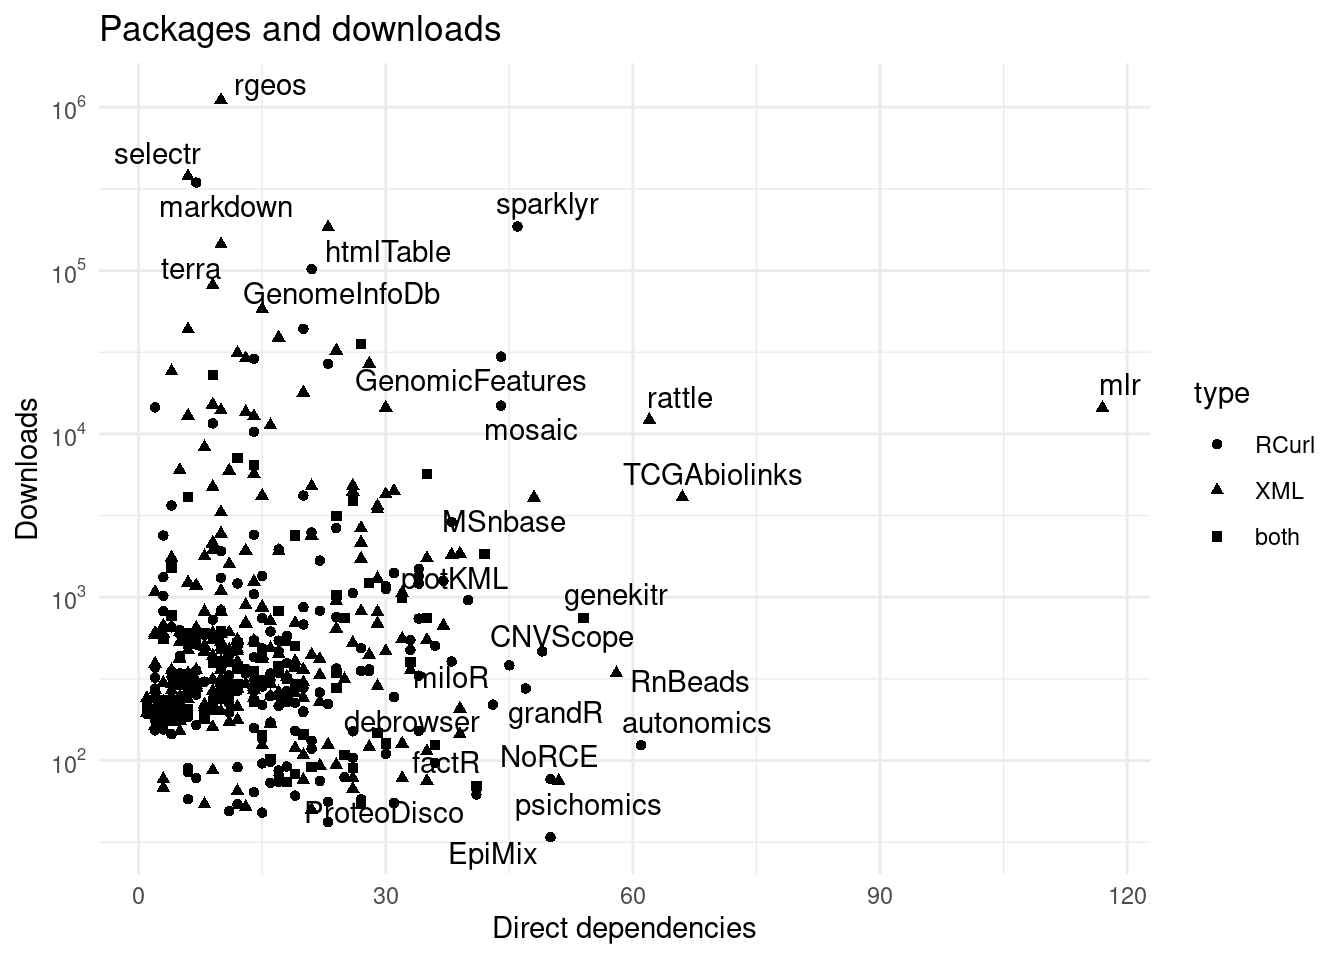 Packages and downloads
rgeos
10^6
selectr
markdown
sparklyr
htmlTable
terra
10^5
GenomeInfoDb
GenomicFeatures
mlr
rattle
type
mosaic
10^4
RCurl
TCGAbiolinks
XML
MSnbase
both
Downloads
plotKML
genekitr
10^3
CNVScope
miloR
RnBeads
grandR
debrowser
autonomics
NoRCE
factR
10^2
psichomics
ProteoDisco
EpiMix
0 30 60 90 120
Direct dependencies